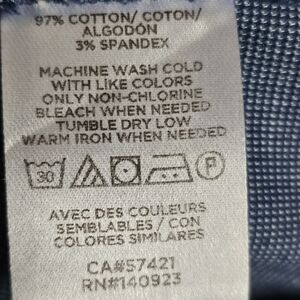 97% COTTON/ COTON/
ALGODÓN
3% SPANDEX
MACHINE WASH COLD
WITH LIKE COLORS
ONLY NON-CHLORINE
BLEACH WHEN NEEDED
TUMBLE DRY LOW
WARM IRON WHEN NEEDED
30 P
AVEC DES COULEURS
SEMBLABLES / CON
COLORES SIMILARES
CA#57421
RN#140923